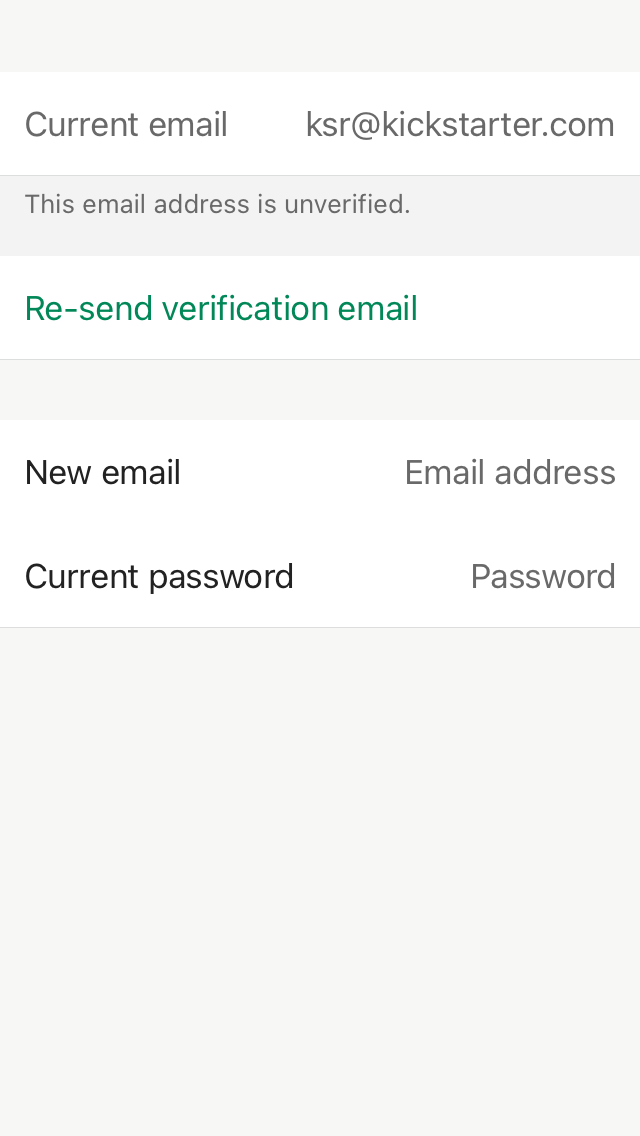 Current email ksr@kickstarter.com
This email address is unverified.
Re-send verification email
New email Email address
Current password Password